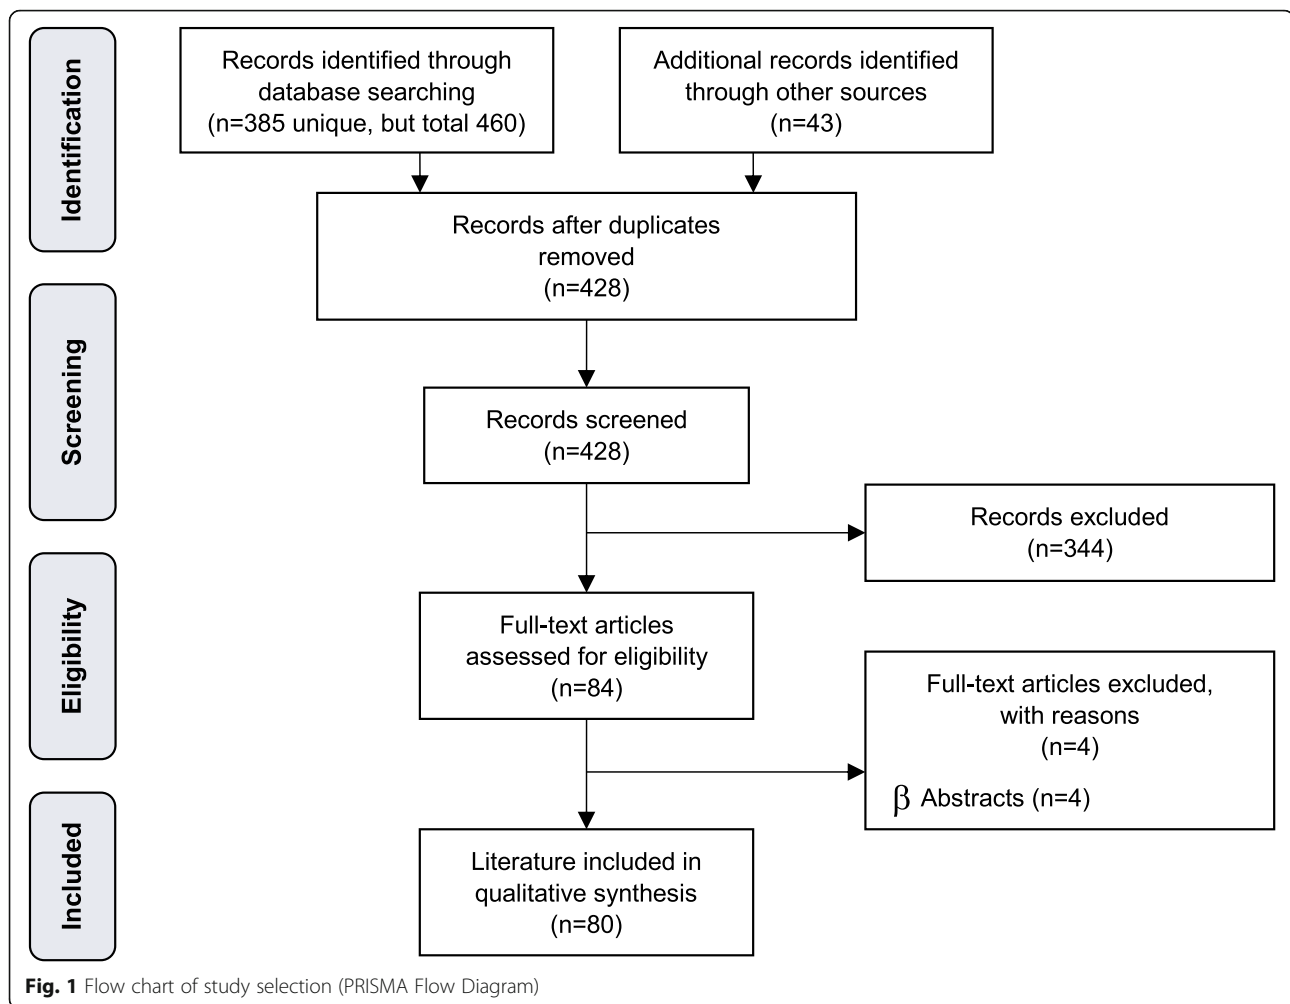 Identification
Records identified through
database searching
(n=385 unique, but total 460)
Additional records identified
through other sources
(n=43)
Records after duplicates
removed
(n=428)
Screening
Records screened
(n=428)
Records excluded
(n=344)
Eligibility
Full-text articles
assessed for eligibility
(n=84)
Full-text articles excluded,
with reasons
(n=4)
β Abstracts (n=4)
Included
Literature included in
qualitative synthesis
(n=80)
Fig. 1 Flow chart of study selection (PRISMA Flow Diagram)